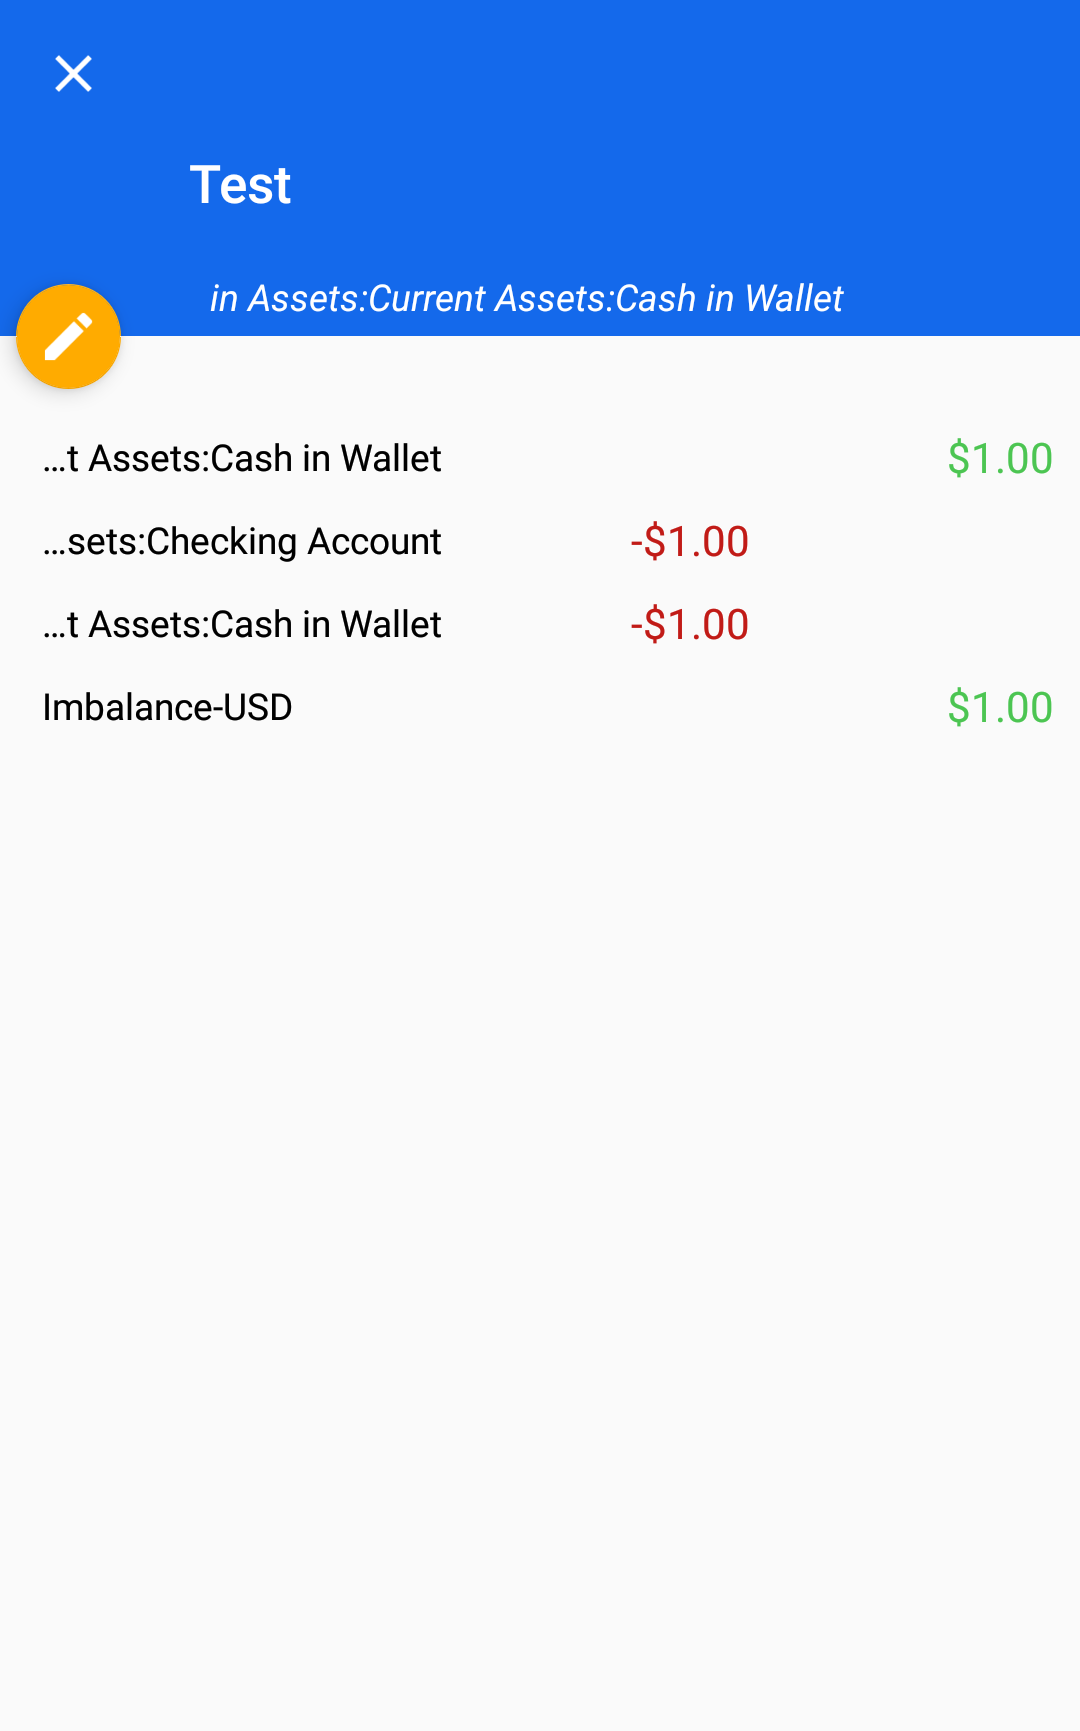 Test
in Assets:Current Assets:Cash in Wallet
…t Assets:Cash in Wallet $1.00
…sets:Checking Account -$1.00
…t Assets:Cash in Wallet -$1.00
Imbalance-USD $1.00